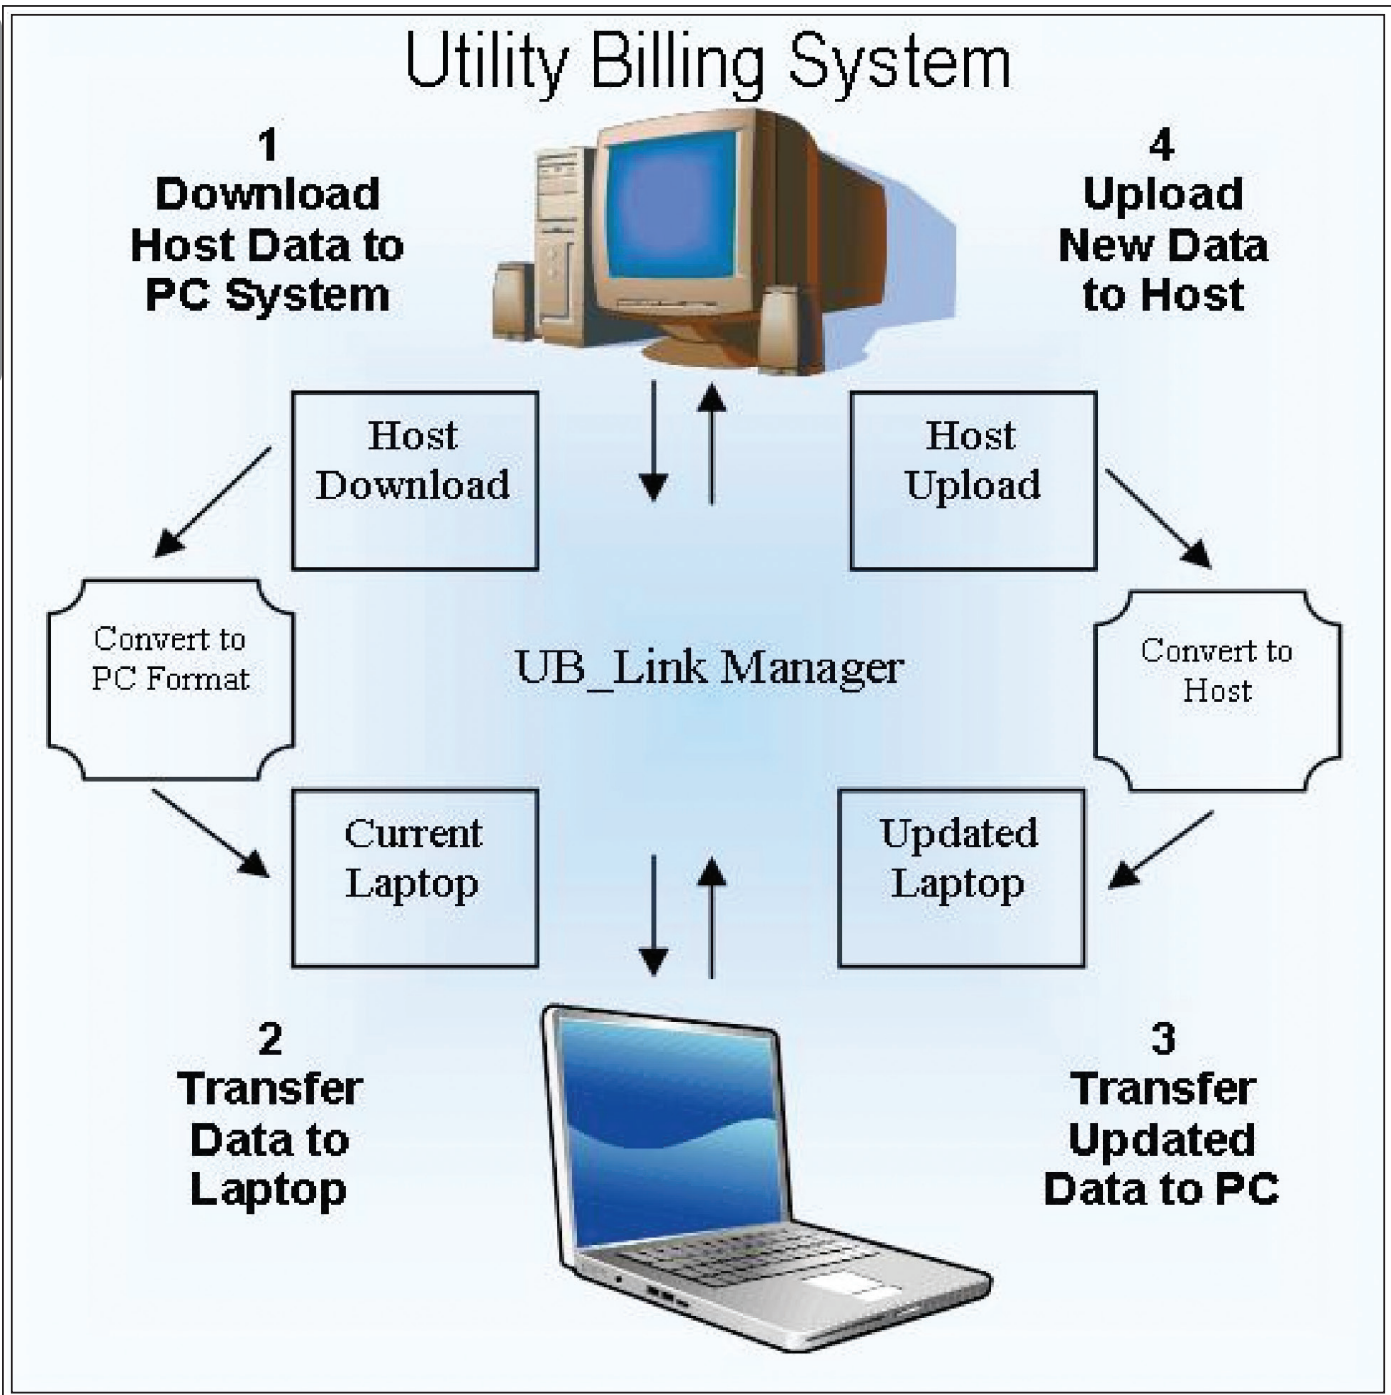 Utility Billing System
1
Download
Host Data to
PC System
4
Upload
New Data
to Host
Host
Download
Host
Upload
Convert to
PC Format
UB_Link Manager
Convert to
Host
Current
Laptop
Updated
Laptop
2
Transfer
Data to
Laptop
3
Transfer
Updated
Data to PC